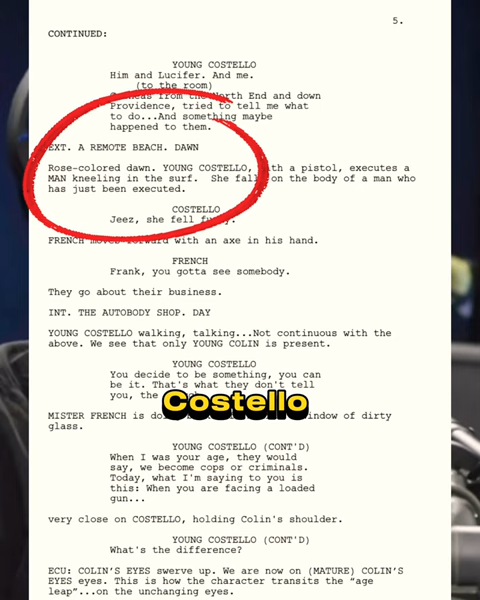 5.
CONTINUED:
YOUNG COSTELLO
Him and Lucifer. And me.
(to the room)
from the North End and down
Providence, tried to tell me what
to do...And something maybe
happened to them.
EXT. A REMOTE BEACH. DAWN
Rose-colored dawn. YOUNG COSTELLO, with a pistol, executes a
MAN kneeling in the surf. She falls on the body of a man who
has just been executed.
COSTELLO
Jeez, she fell funny.
FRENCH moves forward with an axe in his hand.
FRENCH
Frank, you gotta see somebody.
They go about their business.
INT. THE AUTOBODY SHOP. DAY
YOUNG COSTELLO walking, talking...Not continuous with the
above. We see that only YOUNG COLIN is present.
YOUNG COSTELLO
You decide to be something, you can
be it. That's what they don't tell
you, the
Costello
MISTER FRENCH is window of dirty
glass.
YOUNG COSTELLO (CONT'D)
When I was your age, they would
say, we become cops or criminals.
Today, what I'm saying to you is
this: When you are facing a loaded
gun...
very close on COSTELLO, holding Colin's shoulder.
YOUNG COSTELLO (CONT'D)
What's the difference?
ECU: COLIN'S EYES swerve up. We are now on (MATURE) COLIN'S
EYES eyes. This is how the character transits the "age
leap"...on the unchanging eyes.